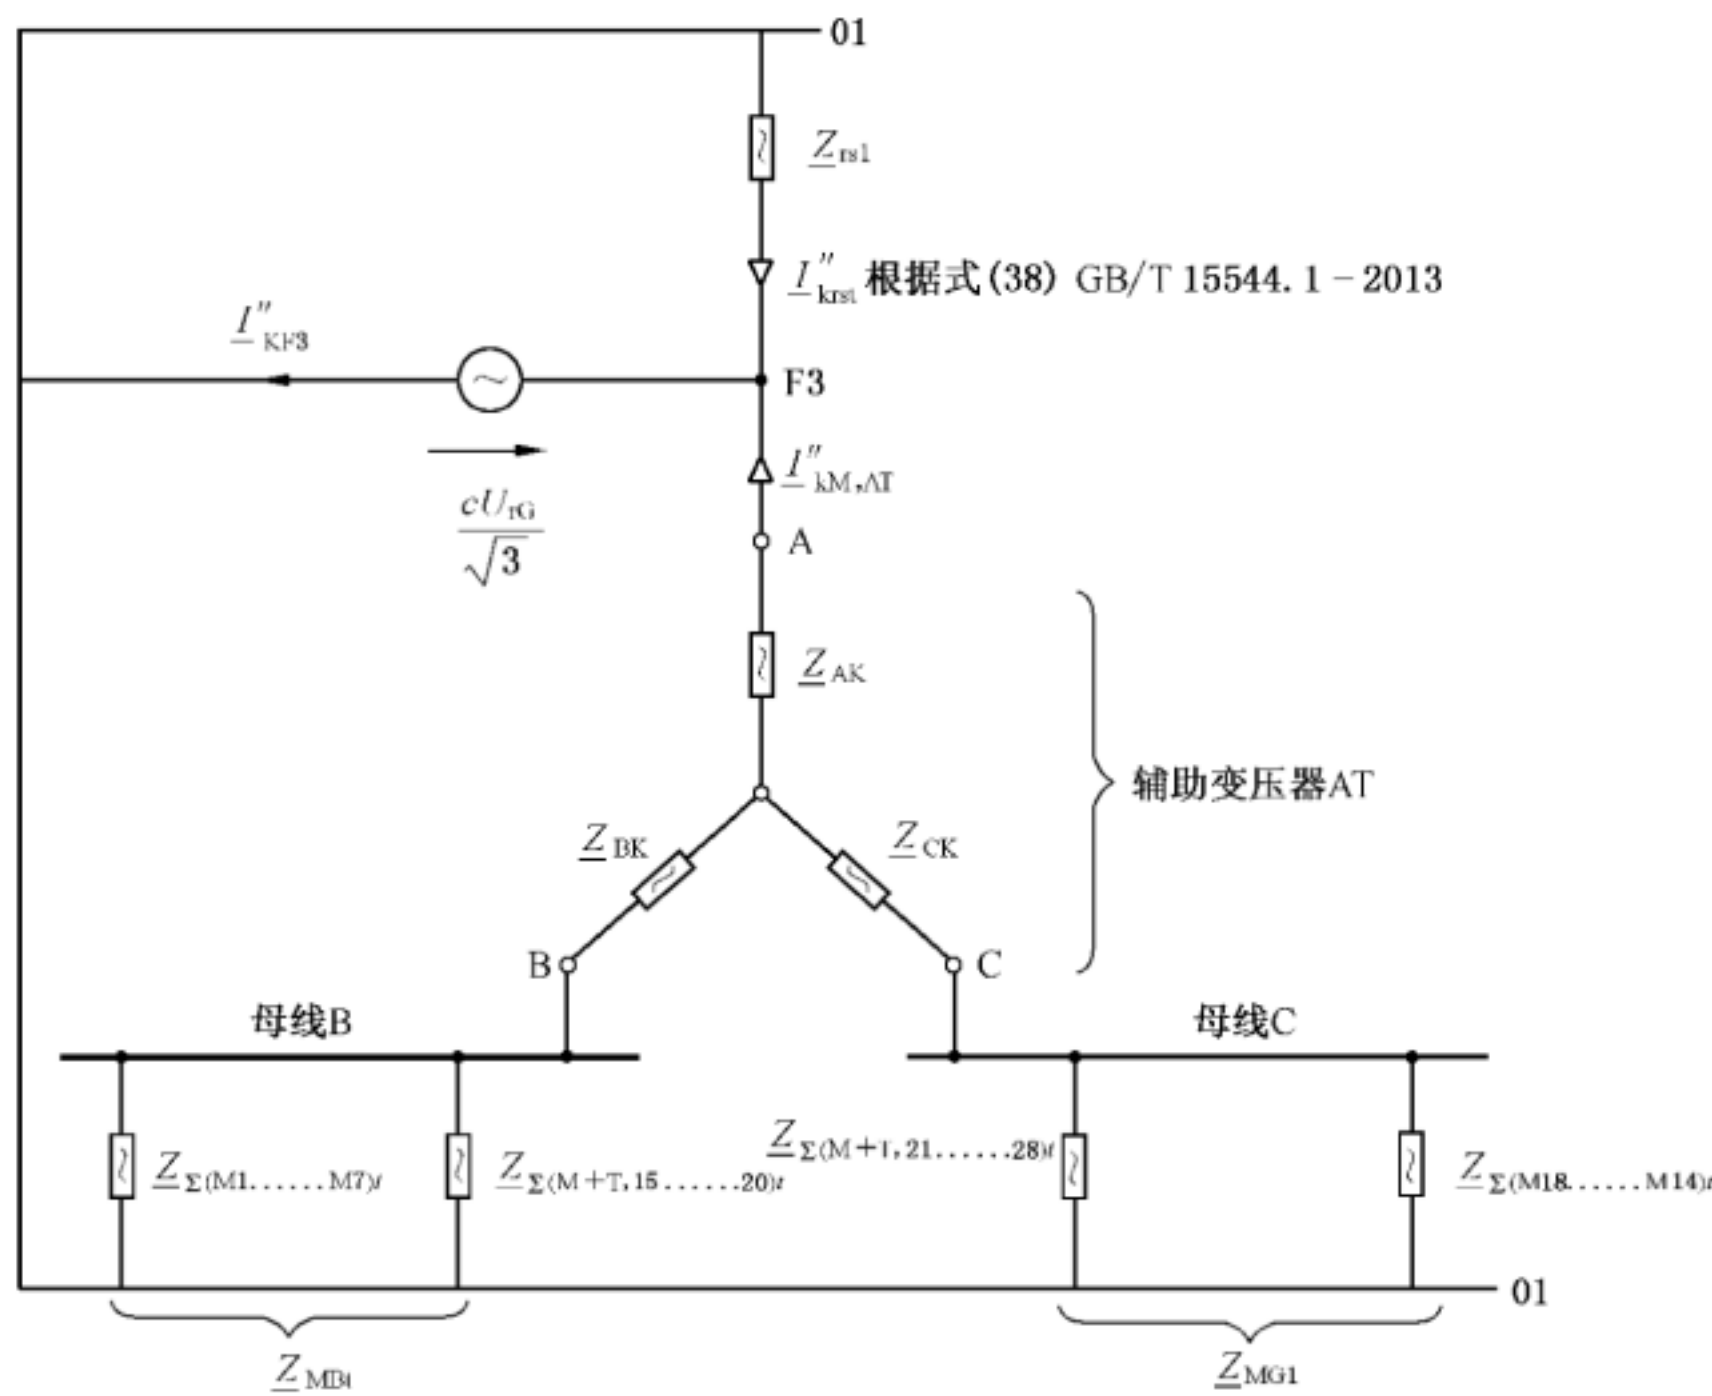 01
Z rs1
I″ krst 根据式(38) GB/T 15544.1-2013
I″ KF3
F3
I″ kM,AT
cU rG
√3
A
Z AK
辅助变压器AT
Z BK
Z CK
B
C
母线B
母线C
Z Σ(M1......M7)t
Z Σ(M+T,15......20)t
Z Σ(M+T,21......28)t
Z Σ(M18......M14)t
01
Z MBt
Z MG1